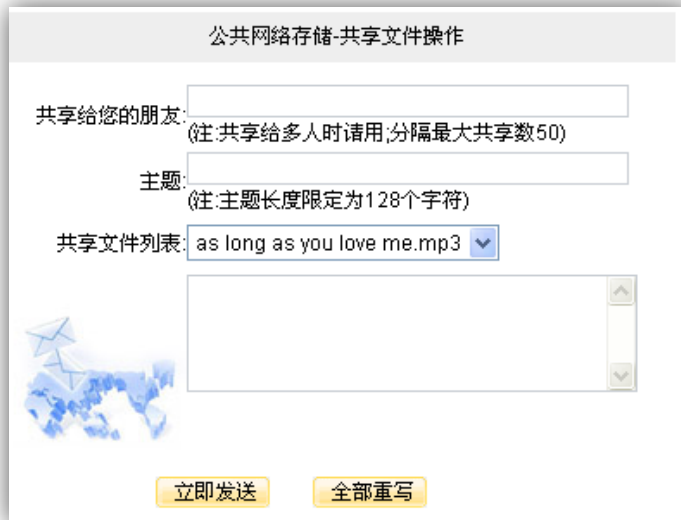 公共网络存储-共享文件操作
共享给您的朋友:
(注:共享给多人时请用;分隔最大共享数50)
主题:
(注:主题长度限定为128个字符)
共享文件列表: as long as you love me.mp3
立即发送 全部重写